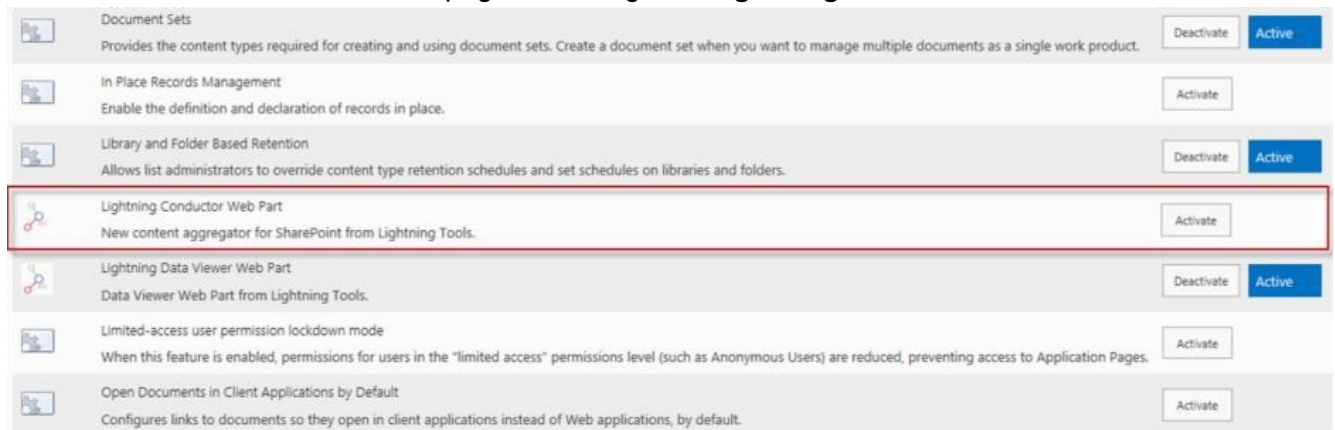 Document Sets
Provides the content types required for creating and using document sets. Create a document set when you want to manage multiple documents as a single work product.
Deactivate Active
In Place Records Management
Enable the definition and declaration of records in place.
Activate
Library and Folder Based Retention
Allows list administrators to override content type retention schedules and set schedules on libraries and folders.
Deactivate Active
Lightning Conductor Web Part
New content aggregator for SharePoint from Lightning Tools.
Activate
Lightning Data Viewer Web Part
Data Viewer Web Part from Lightning Tools.
Deactivate Active
Limited-access user permission lockdown mode
When this feature is enabled, permissions for users in the "limited access" permissions level (such as Anonymous Users) are reduced, preventing access to Application Pages.
Activate
Open Documents in Client Applications by Default
Configures links to documents so they open in client applications instead of Web applications, by default.
Activate